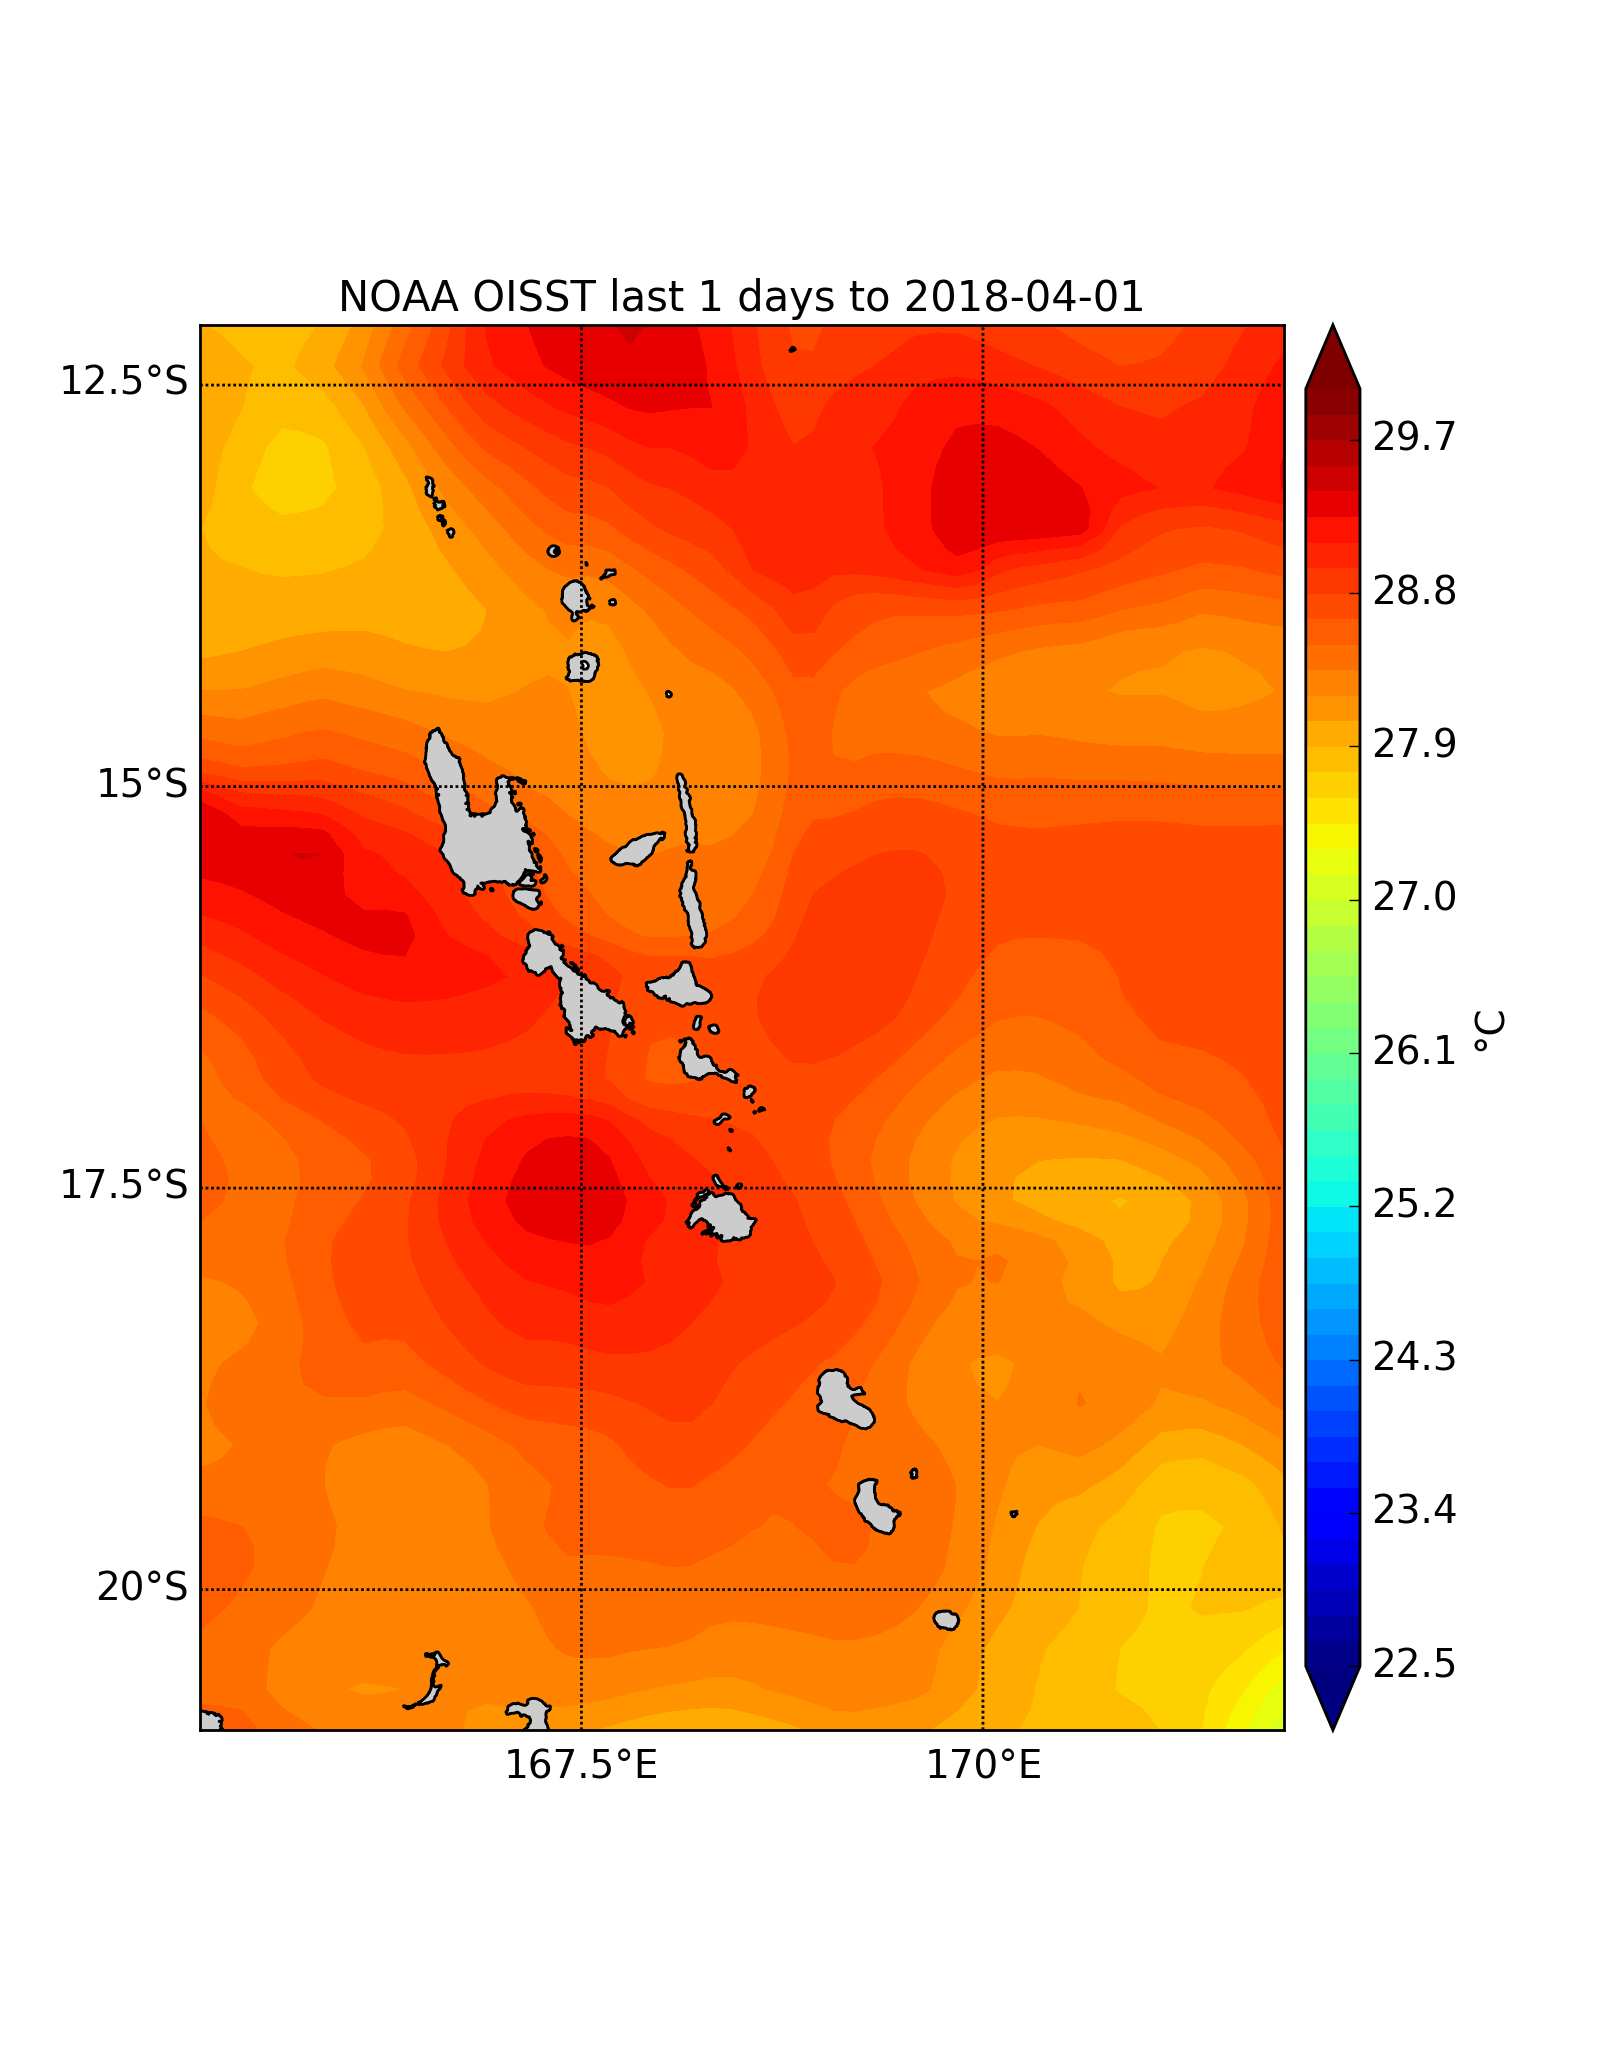 NOAA OISST last 1 days to 2018-04-01
12.5°S
15°S
17.5°S
20°S
167.5°E
170°E
29.7
28.8
27.9
27.0
26.1
25.2
24.3
23.4
22.5
°C